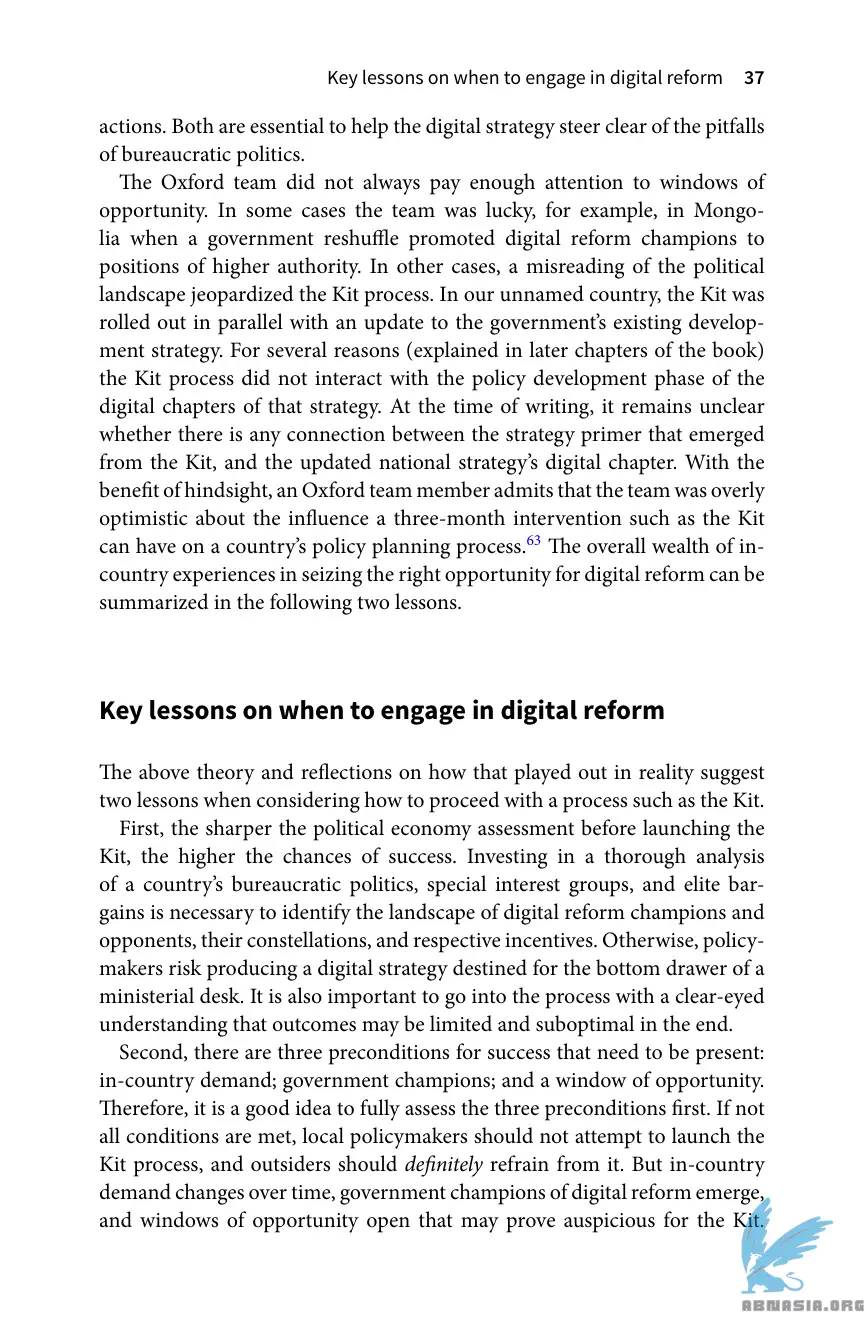 Key lessons on when to engage in digital reform 37
actions. Both are essential to help the digital strategy steer clear of the pitfalls
of bureaucratic politics.
The Oxford team did not always pay enough attention to windows of
opportunity. In some cases the team was lucky, for example, in Mongo-
lia when a government reshuffle promoted digital reform champions to
positions of higher authority. In other cases, a misreading of the political
landscape jeopardized the Kit process. In our unnamed country, the Kit was
rolled out in parallel with an update to the government’s existing develop-
ment strategy. For several reasons (explained in later chapters of the book)
the Kit process did not interact with the policy development phase of the
digital chapters of that strategy. At the time of writing, it remains unclear
whether there is any connection between the strategy primer that emerged
from the Kit, and the updated national strategy’s digital chapter. With the
benefit of hindsight, an Oxford team member admits that the team was overly
optimistic about the influence a three-month intervention such as the Kit
can have on a country’s policy planning process.63 The overall wealth of in-
country experiences in seizing the right opportunity for digital reform can be
summarized in the following two lessons.
Key lessons on when to engage in digital reform
The above theory and reflections on how that played out in reality suggest
two lessons when considering how to proceed with a process such as the Kit.
First, the sharper the political economy assessment before launching the
Kit, the higher the chances of success. Investing in a thorough analysis
of a country’s bureaucratic politics, special interest groups, and elite bar-
gains is necessary to identify the landscape of digital reform champions and
opponents, their constellations, and respective incentives. Otherwise, policy-
makers risk producing a digital strategy destined for the bottom drawer of a
ministerial desk. It is also important to go into the process with a clear-eyed
understanding that outcomes may be limited and suboptimal in the end.
Second, there are three preconditions for success that need to be present:
in-country demand; government champions; and a window of opportunity.
Therefore, it is a good idea to fully assess the three preconditions first. If not
all conditions are met, local policymakers should not attempt to launch the
Kit process, and outsiders should definitely refrain from it. But in-country
demand changes over time, government champions of digital reform emerge,
and windows of opportunity open that may prove auspicious for the Kit.
ABNASIA.ORG